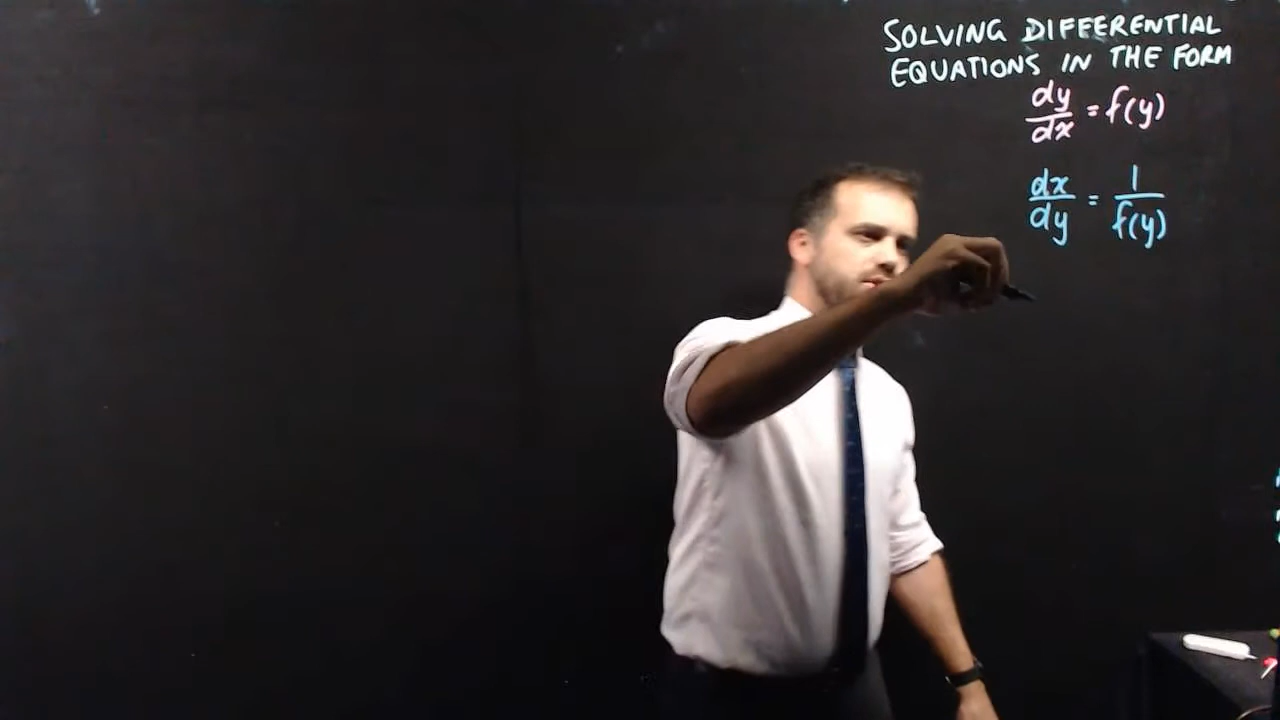 SOLVING DIFFERENTIAL
EQUATIONS IN THE FORM
dy/dx = f(y)
dx/dy = 1/f(y)